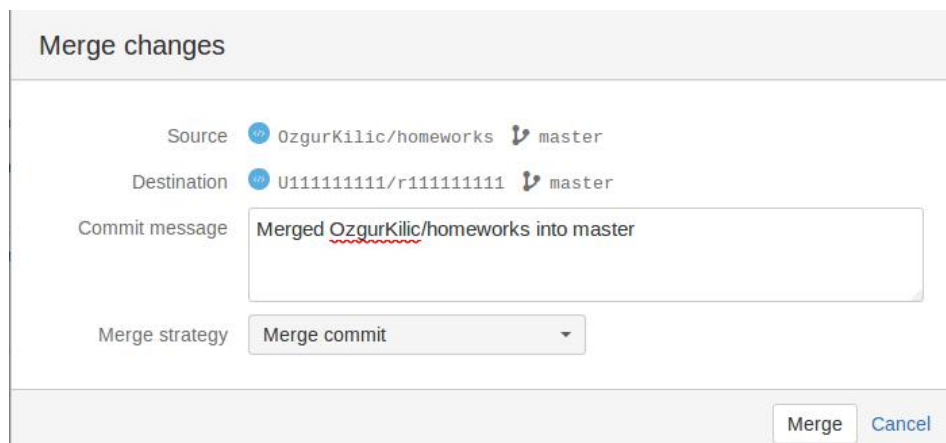 Merge changes
Source OzgurKilic/homeworks master
Destination U111111111/r111111111 master
Commit message Merged OzgurKilic/homeworks into master
Merge strategy Merge commit
Merge Cancel